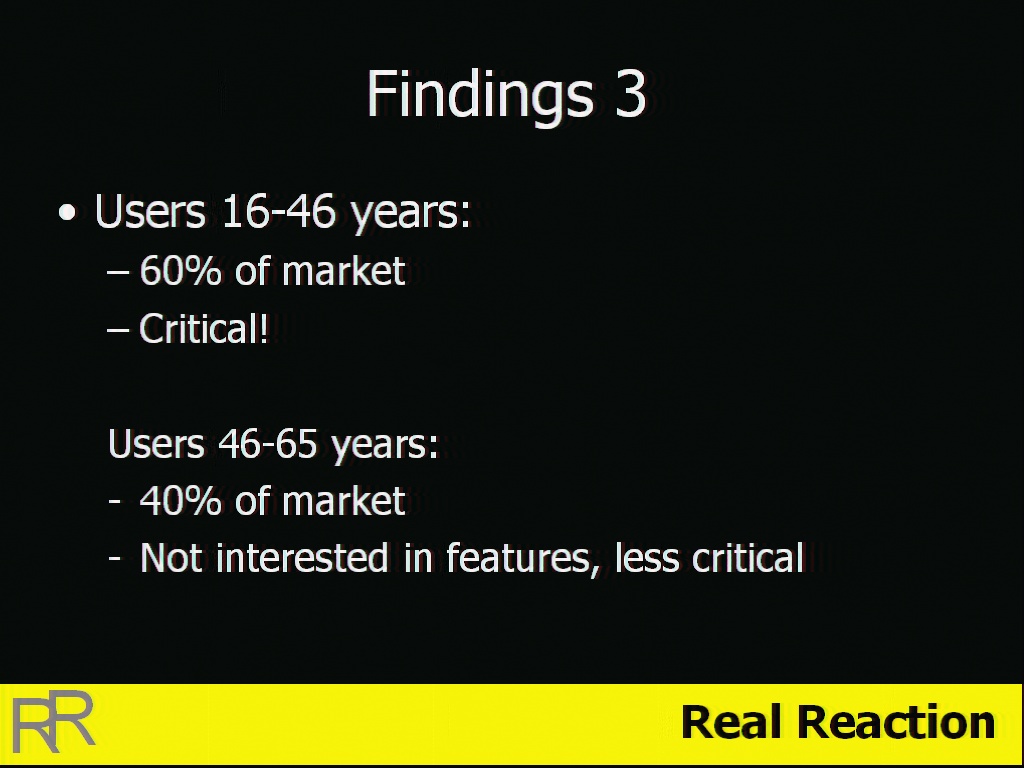 Findings 3
• Users 16-46 years:
– 60% of market
– Critical!
Users 46-65 years:
- 40% of market
- Not interested in features, less critical
RR
Real Reaction